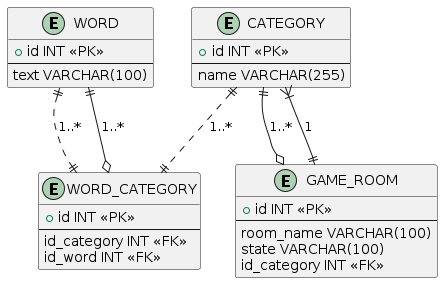 E WORD
id INT «PK»
text VARCHAR(100)
E CATEGORY
id INT «PK»
name VARCHAR(255)
1..*
1..*
1..*
1..*
1
E WORD_CATEGORY
id INT «PK»
id_category INT «FK»
id_word INT «FK»
E GAME_ROOM
id INT «PK»
room_name VARCHAR(100)
state VARCHAR(100)
id_category INT «FK»